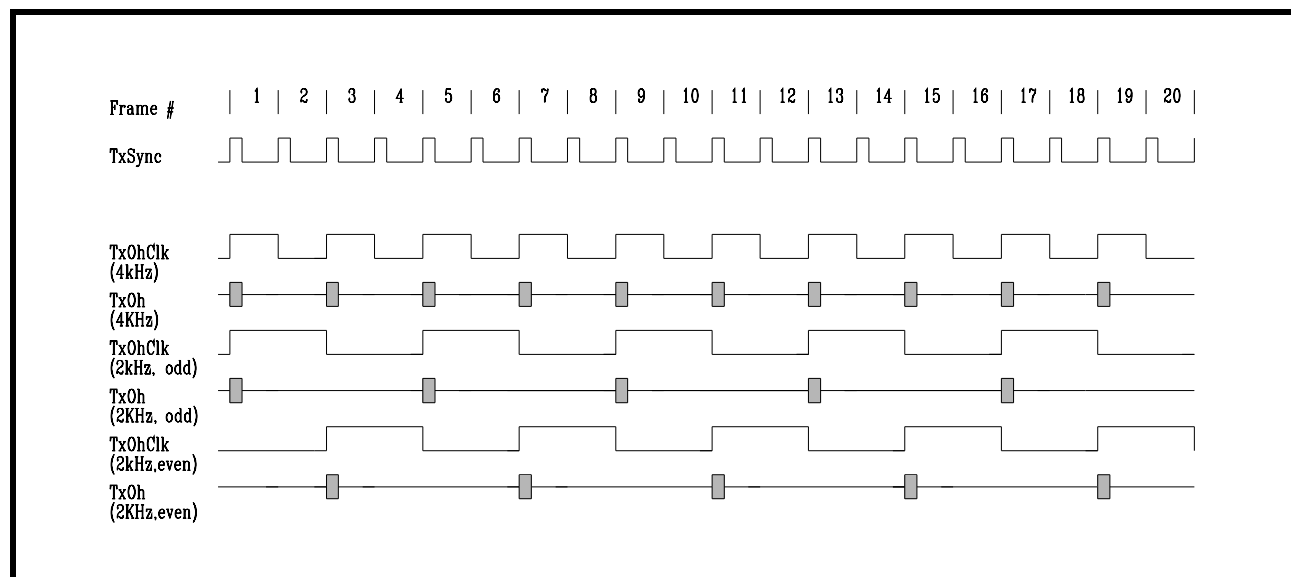 Frame # 1 2 3 4 5 6 7 8 9 10 11 12 13 14 15 16 17 18 19 20
TxSync
TxOhClk
(4kHz)
TxOh
(4KHz)
TxOhClk
(2kHz, odd)
TxOh
(2KHz, odd)
TxOhClk
(2kHz,even)
TxOh
(2KHz,even)